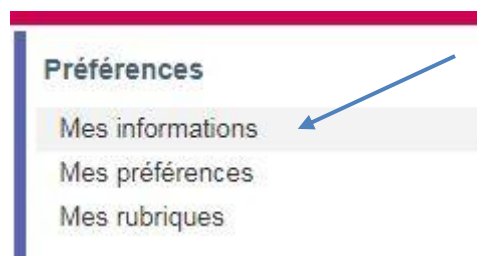 Préférences
Mes informations
Mes préférences
Mes rubriques